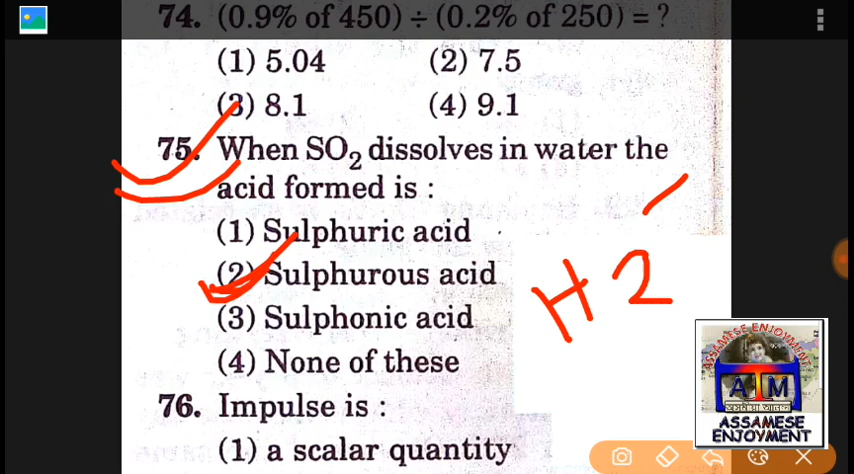 74. (0.9% of 450) ÷ (0.2% of 250) = ?
(1) 5.04 (2) 7.5
(3) 8.1 (4) 9.1
75. When SO₂ dissolves in water the
acid formed is :
(1) Sulphuric acid
(2) Sulphurous acid
(3) Sulphonic acid
(4) None of these
76. Impulse is :
(1) a scalar quantity
H 2
ASSAMESE ENJOYMENT
AIM
ASSAMESE
ENJOYMENT